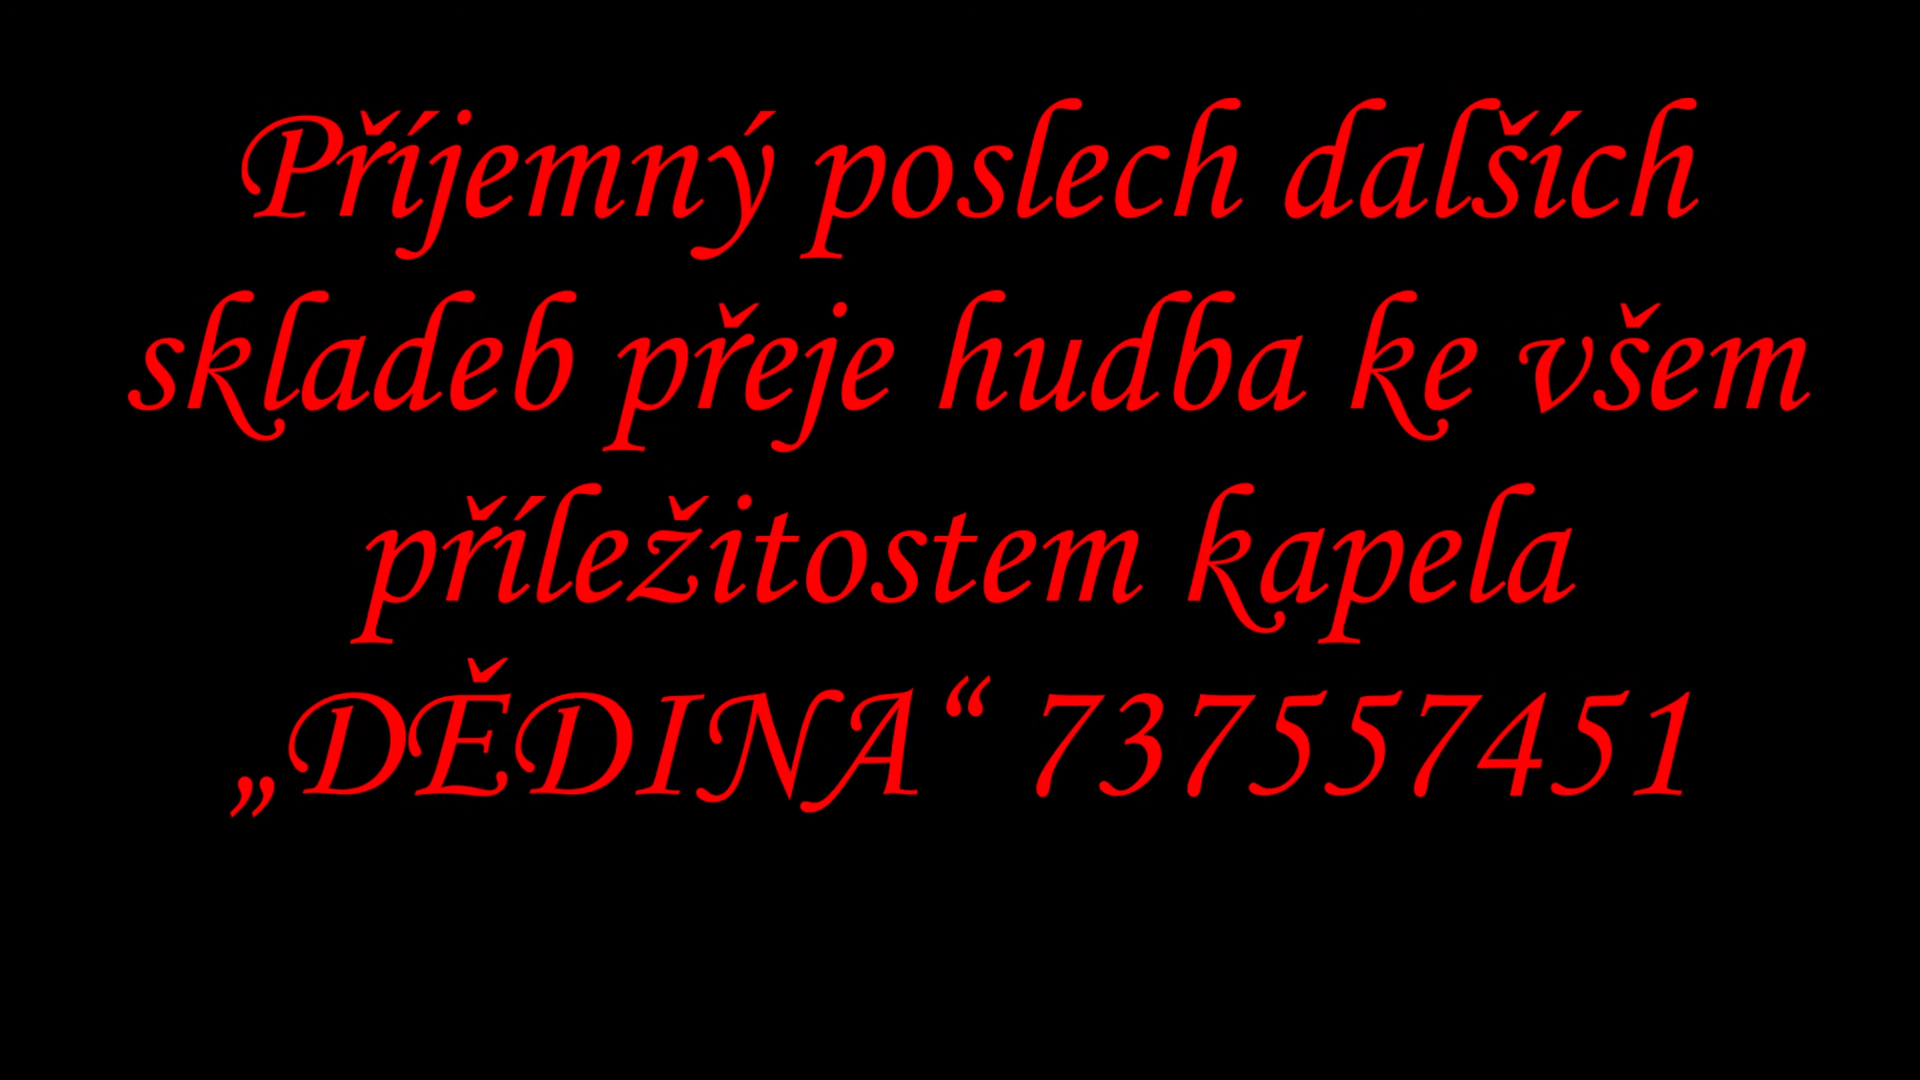 Příjemný poslech dalších
skladeb přeje hudba ke všem
příležitostem kapela
„DĚDINA“ 737557451